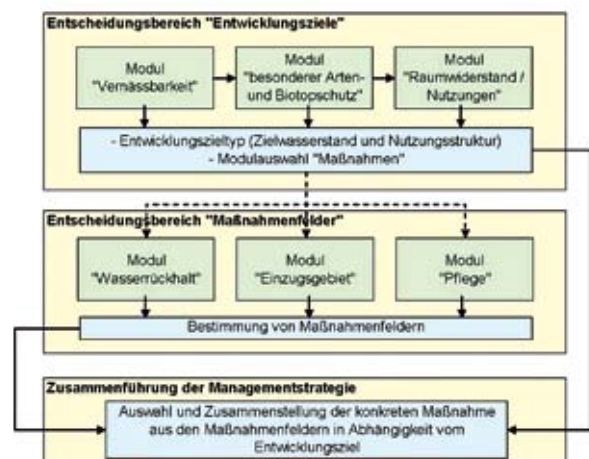 Entscheidungsbereich "Entwicklungsziele"
Modul
"Vernässbarkeit"
Modul
"besonderer Arten-
und Biotopschutz"
Modul
"Raumwiderstand /
Nutzungen"
- Entwicklungszieltyp (Zielwasserstand und Nutzungsstruktur)
- Modulauswahl "Maßnahmen"
Entscheidungsbereich "Maßnahmenfelder"
Modul
"Wasserrückhalt"
Modul
"Einzugsgebiet"
Modul
"Pflege"
Bestimmung von Maßnahmenfeldern
Zusammenführung der Managementstrategie
Auswahl und Zusammenstellung der konkreten Maßnahme
aus den Maßnahmenfeldern in Abhängigkeit vom
Entwicklungsziel